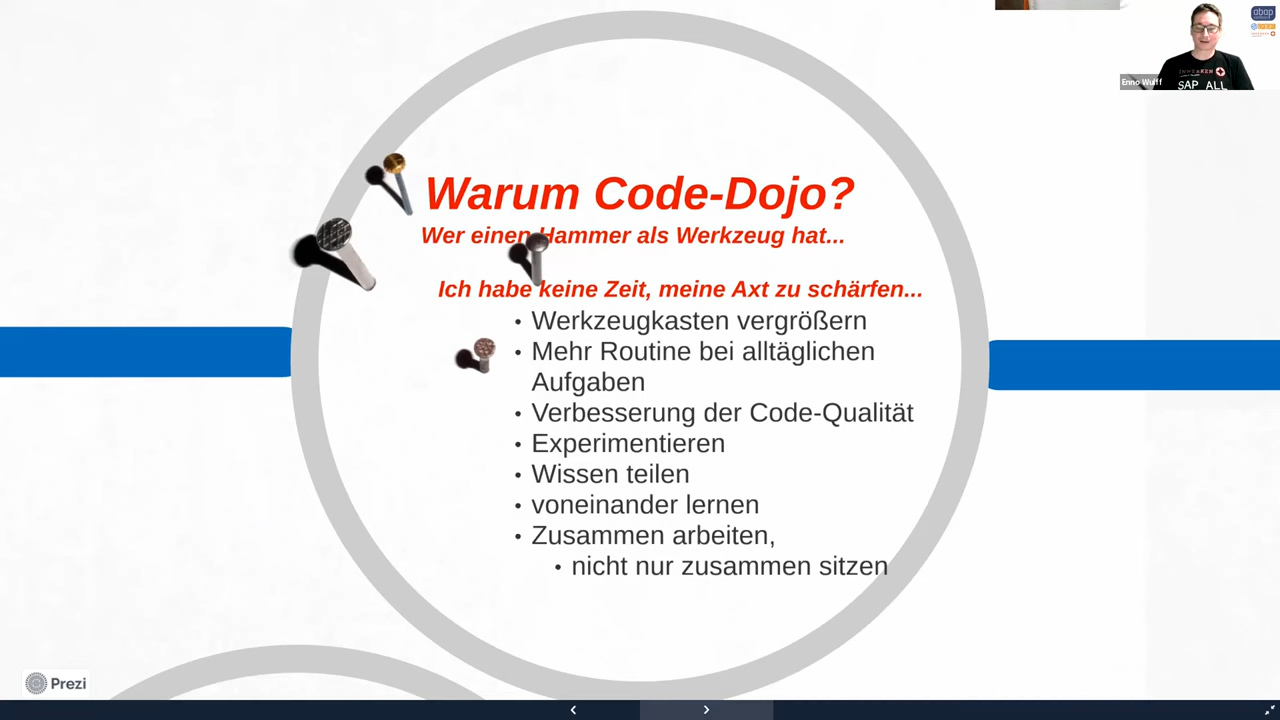 Warum Code-Dojo?
Wer einen Hammer als Werkzeug hat...
Ich habe keine Zeit, meine Axt zu schärfen...
• Werkzeugkasten vergrößern
• Mehr Routine bei alltäglichen
Aufgaben
• Verbesserung der Code-Qualität
• Experimentieren
• Wissen teilen
• voneinander lernen
• Zusammen arbeiten,
• nicht nur zusammen sitzen
Enno Wulff
SAP ALL
abap
Prezi